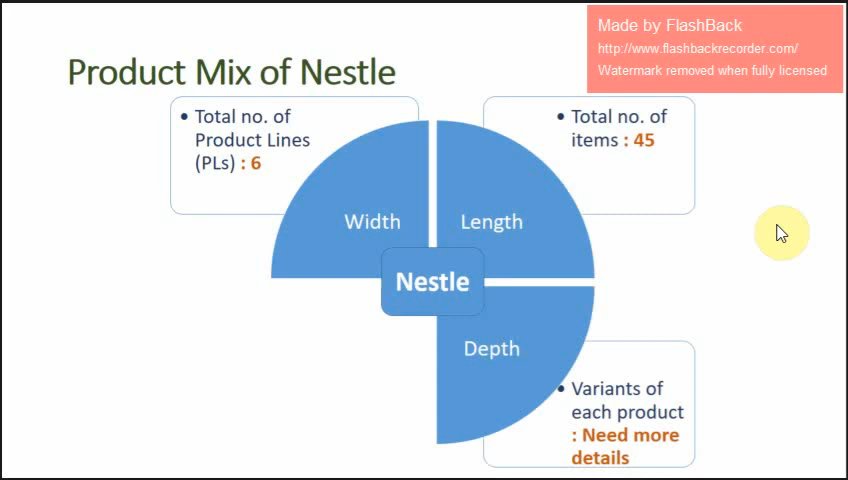 Made by FlashBack
http://www.flashbackrecorder.com/
Watermark removed when fully licensed
Product Mix of Nestle
• Total no. of
Product Lines
(PLs) : 6
• Total no. of
items : 45
Width
Length
Nestle
Depth
• Variants of
each product
: Need more
details